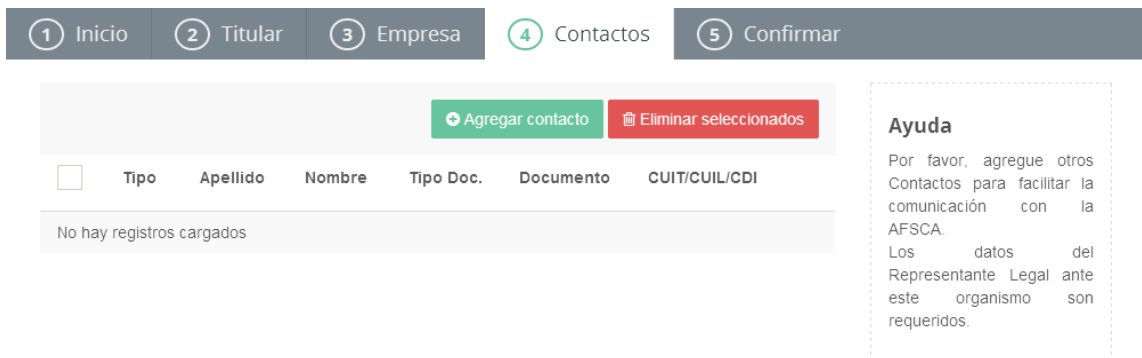 1 Inicio 2 Titular 3 Empresa 4 Contactos 5 Confirmar
Agregar contacto Eliminar seleccionados
Tipo Apellido Nombre Tipo Doc. Documento CUIT/CUIL/CDI
No hay registros cargados
Ayuda
Por favor, agregue otros
Contactos para facilitar la
comunicación con la
AFSCA.
Los datos del
Representante Legal ante
este organismo son
requeridos.